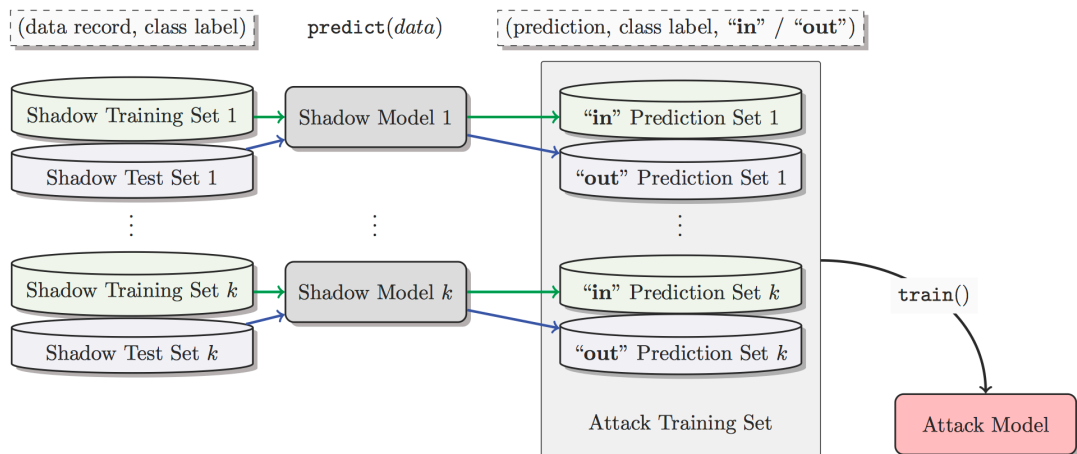 (data record, class label)
predict(data)
(prediction, class label, “in” / “out”)
Shadow Training Set 1
Shadow Model 1
“in” Prediction Set 1
Shadow Test Set 1
“out” Prediction Set 1
⋮ ⋮ ⋮
Shadow Training Set k
Shadow Model k
“in” Prediction Set k
Shadow Test Set k
“out” Prediction Set k
train()
Attack Training Set
Attack Model